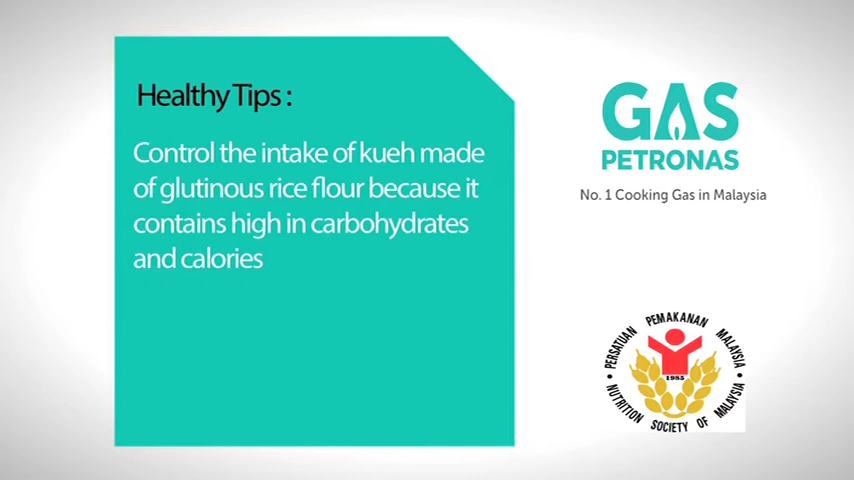 Healthy Tips :
Control the intake of kueh made
of glutinous rice flour because it
contains high in carbohydrates
and calories
GAS
PETRONAS
No. 1 Cooking Gas in Malaysia
PERSATUAN PEMAKANAN MALAYSIA
1985
NUTRITION SOCIETY OF MALAYSIA